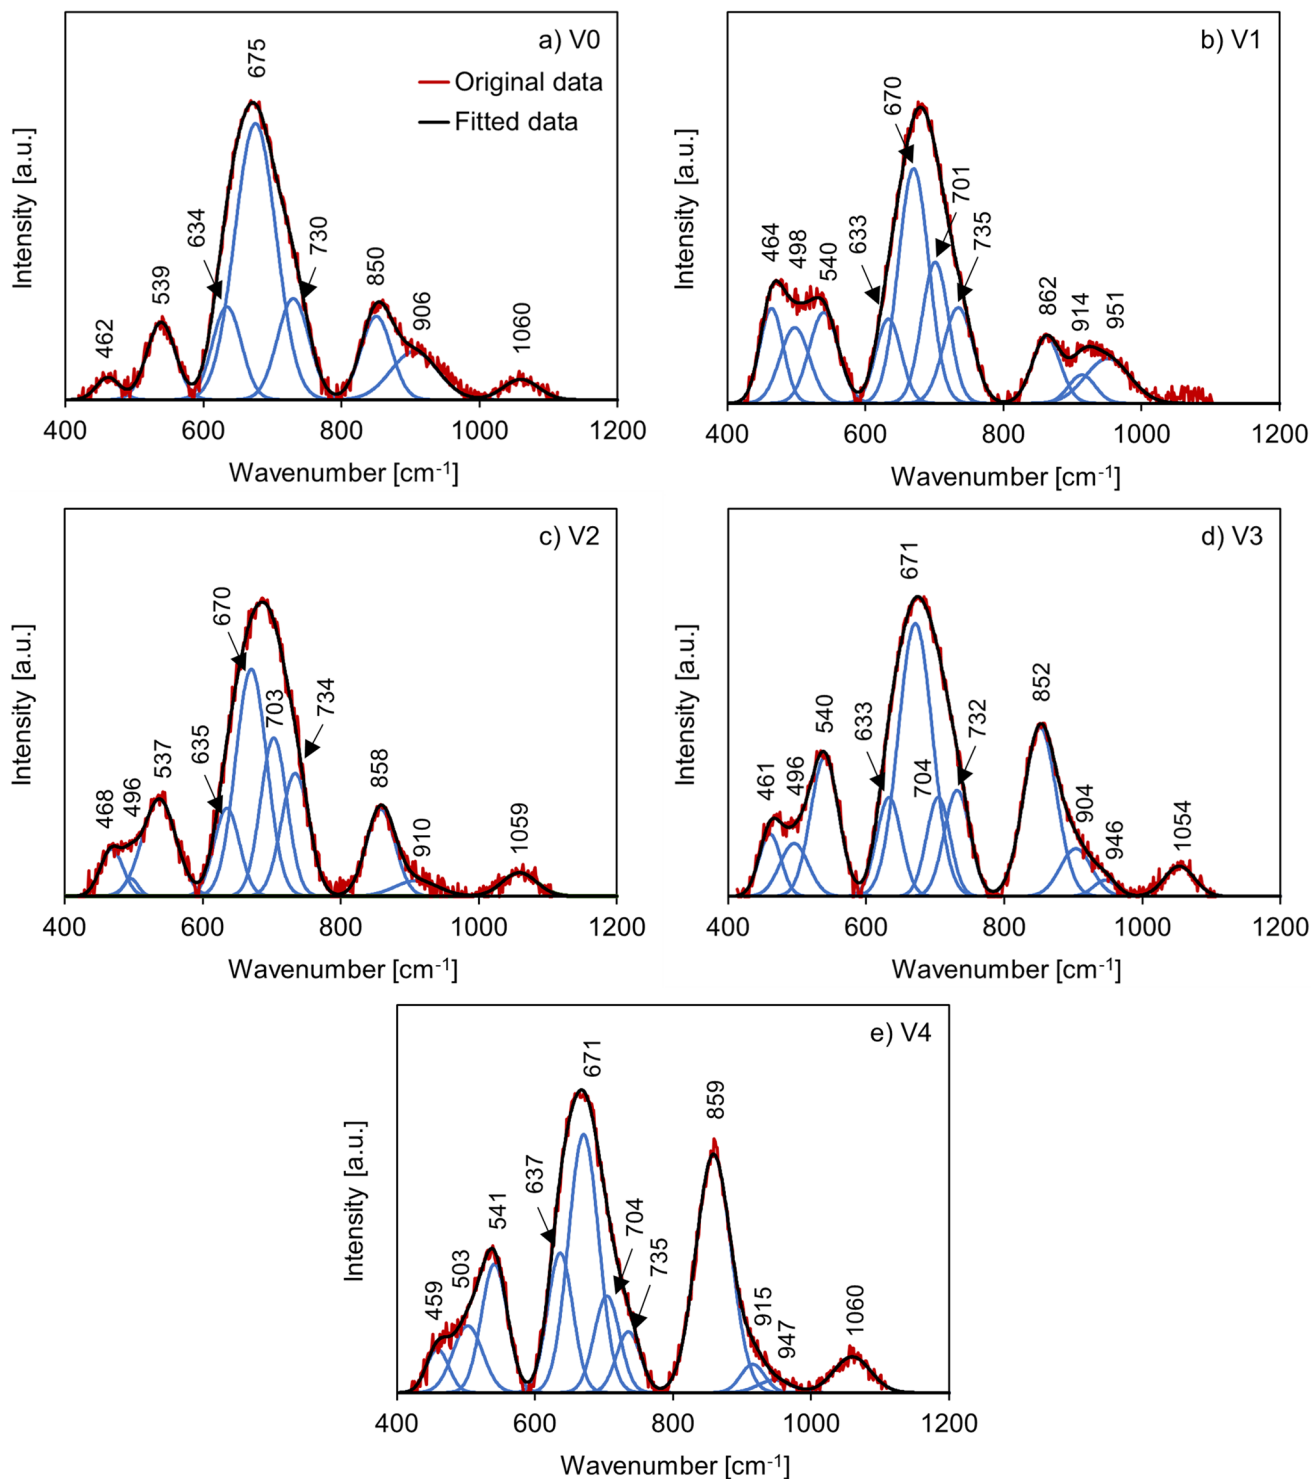 a) V0
675
Original data
Fitted data
634
730
850
906
539
462
1060
Intensity [a.u.]
400 600 800 1000 1200
Wavenumber [cm-1]
b) V1
670
701
633
735
464
498
540
862
914
951
Intensity [a.u.]
400 600 800 1000 1200
Wavenumber [cm-1]
c) V2
670
703
734
635
537
468
496
858
910
1059
Intensity [a.u.]
400 600 800 1000 1200
Wavenumber [cm-1]
d) V3
671
633
704
732
540
461
496
852
904
946
1054
Intensity [a.u.]
400 600 800 1000 1200
Wavenumber [cm-1]
e) V4
671
637
704
735
541
503
459
859
915
947
1060
Intensity [a.u.]
400 600 800 1000 1200
Wavenumber [cm-1]